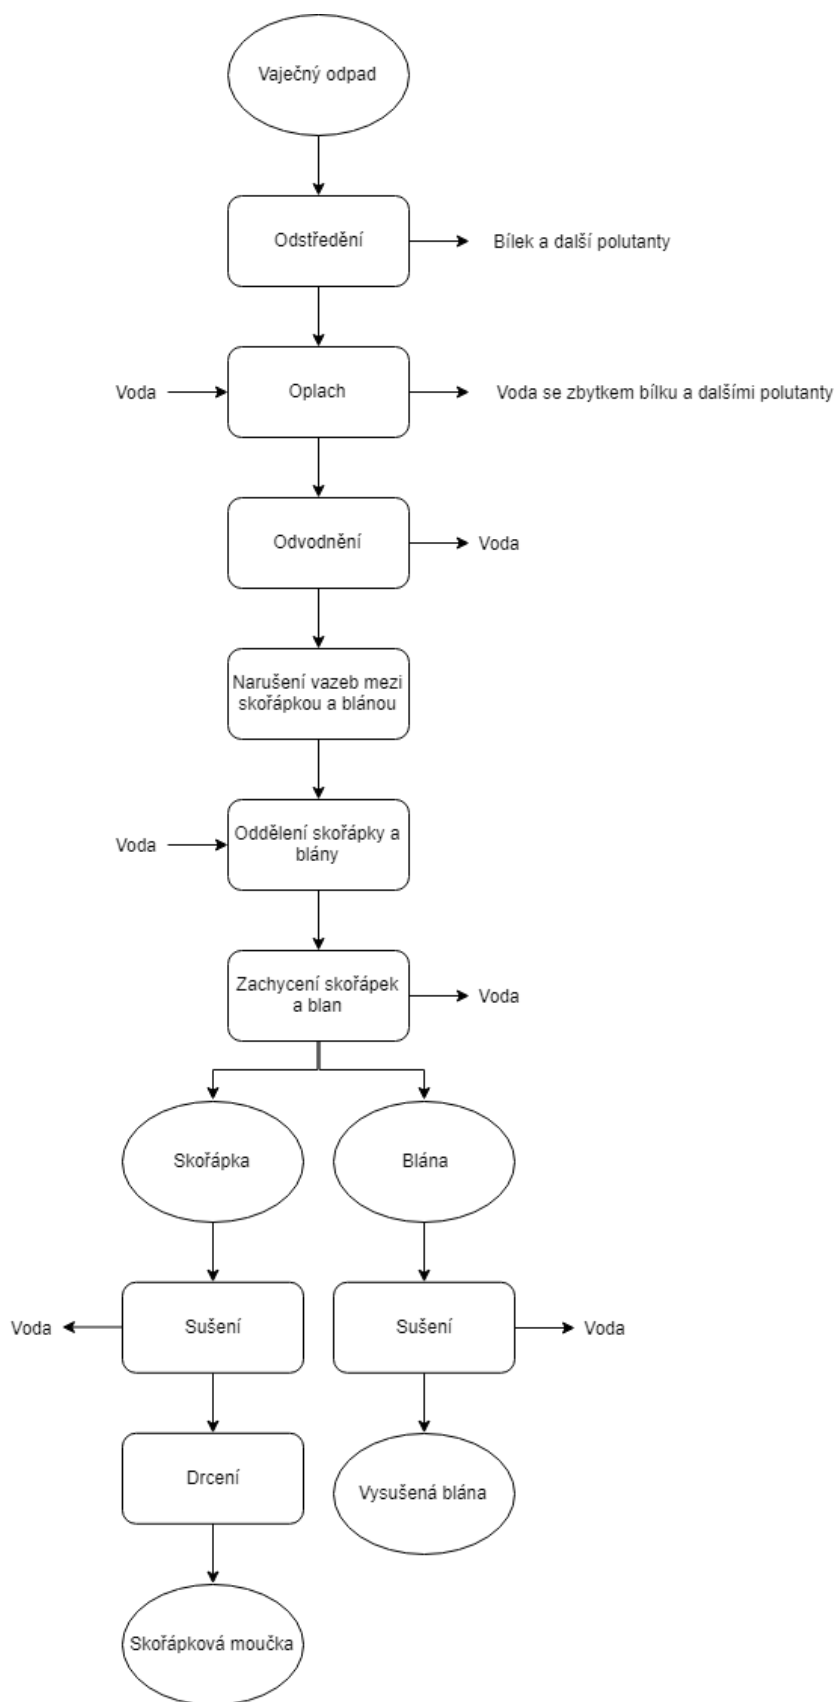 Vaječný odpad
Odstředění
Bílek a další polutanty
Voda
Oplach
Voda se zbytkem bílku a dalšími polutanty
Odvodnění
Voda
Narušení vazeb mezi
skořápkou a blánou
Voda
Oddělení skořápky a
blány
Zachycení skořápek
a blan
Voda
Skořápka
Blána
Voda
Sušení
Sušení
Voda
Drcení
Vysušená blána
Skořápková moučka